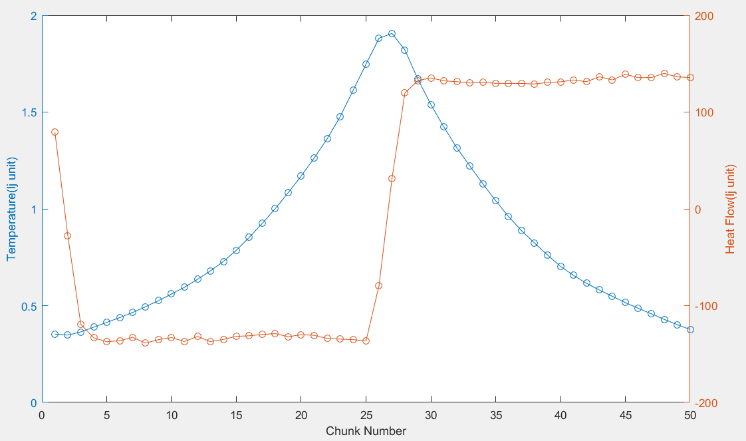 2
1.5
1
0.5
0
Temperature(lj unit)
200
100
0
-100
-200
Heat Flow(lj unit)
0 5 10 15 20 25 30 35 40 45 50
Chunk Number